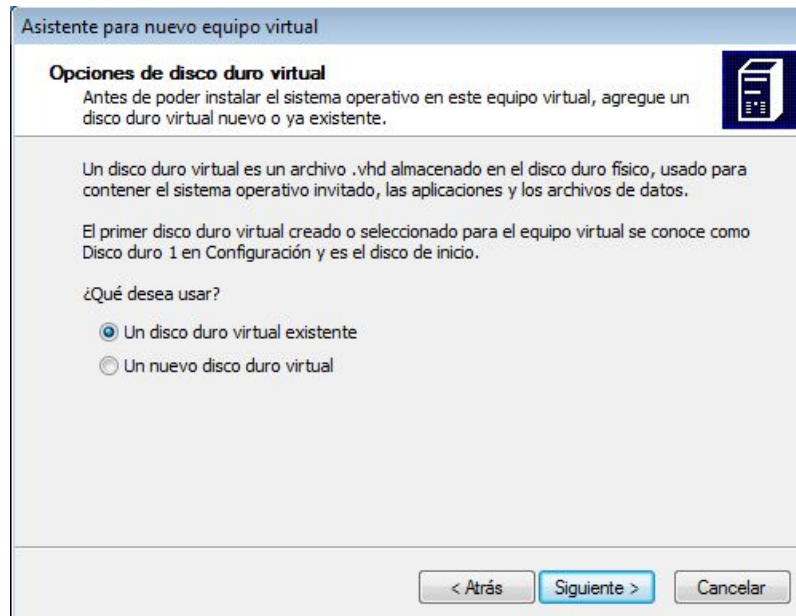 Asistente para nuevo equipo virtual
Opciones de disco duro virtual
Antes de poder instalar el sistema operativo en este equipo virtual, agregue un
disco duro virtual nuevo o ya existente.
Un disco duro virtual es un archivo .vhd almacenado en el disco duro físico, usado para
contener el sistema operativo invitado, las aplicaciones y los archivos de datos.
El primer disco duro virtual creado o seleccionado para el equipo virtual se conoce como
Disco duro 1 en Configuración y es el disco de inicio.
¿Qué desea usar?
Un disco duro virtual existente
Un nuevo disco duro virtual
< Atrás Siguiente > Cancelar